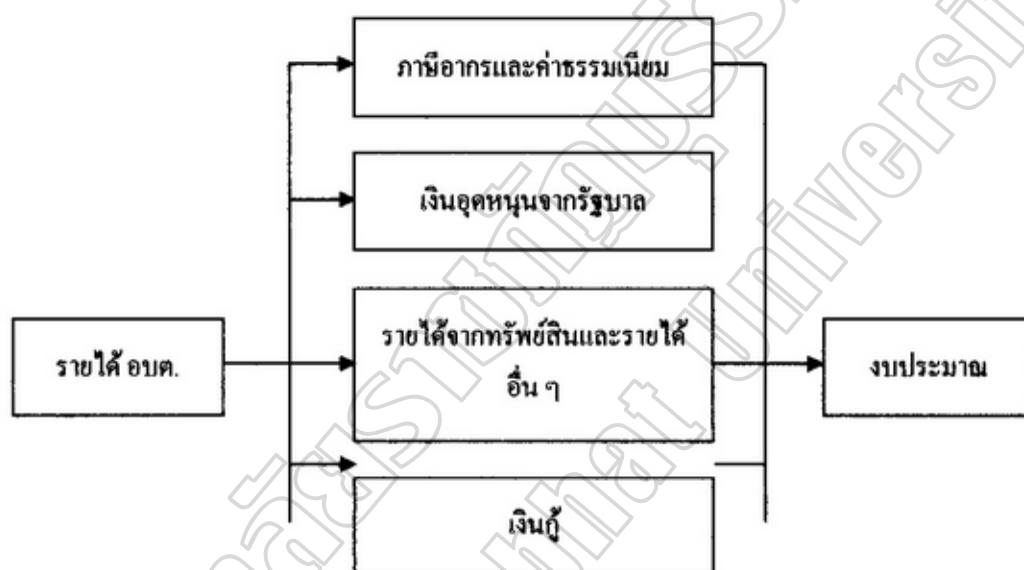 ภาษีอากรและค่าธรรมเนียม
เงินอุดหนุนจากรัฐบาล
รายได้ อบต.
รายได้จากทรัพย์สินและรายได้
อื่น ๆ
งบประมาณ
เงินกู้